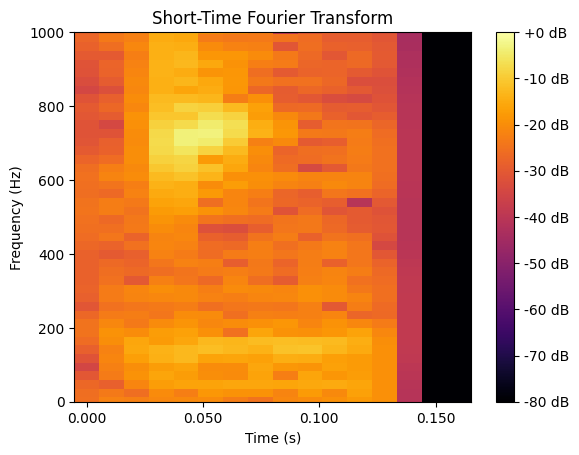 Short-Time Fourier Transform
Frequency (Hz)
1000
800
600
400
200
0
0.000
0.050
0.100
0.150
Time (s)
+0 dB
-10 dB
-20 dB
-30 dB
-40 dB
-50 dB
-60 dB
-70 dB
-80 dB